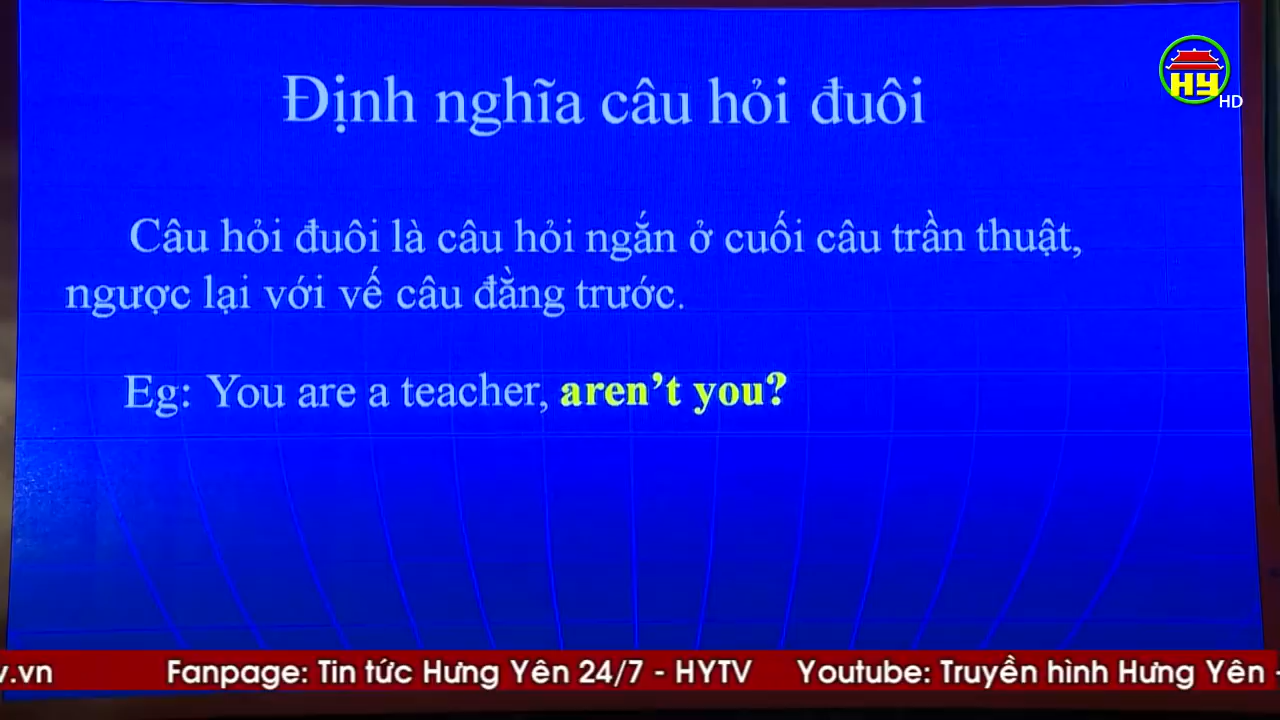 HY
HD
Định nghĩa câu hỏi đuôi
Câu hỏi đuôi là câu hỏi ngắn ở cuối câu trần thuật,
ngược lại với vế câu đằng trước.
Eg: You are a teacher, aren't you?
v.vn Fanpage: Tin tức Hưng Yên 24/7 - HYTV Youtube: Truyền hình Hưng Yên -